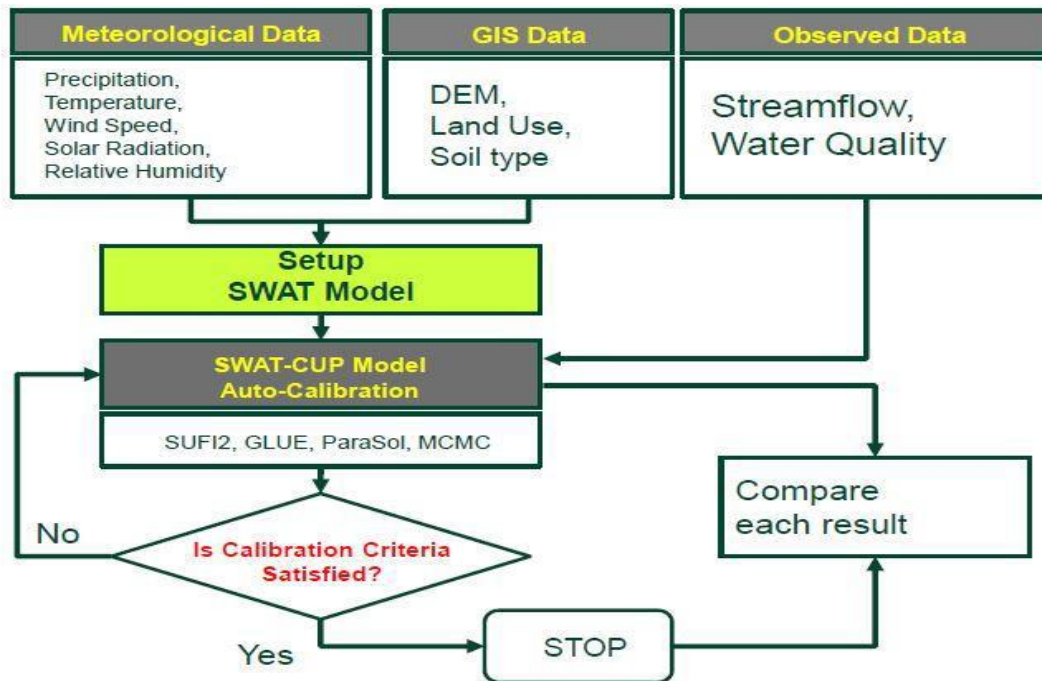 Meteorological Data
Precipitation,
Temperature,
Wind Speed,
Solar Radiation,
Relative Humidity
GIS Data
DEM,
Land Use,
Soil type
Observed Data
Streamflow,
Water Quality
Setup
SWAT Model
SWAT-CUP Model
Auto-Calibration
SUFI2, GLUE, ParaSol, MCMC
Is Calibration Criteria
Satisfied?
No
Yes
STOP
Compare
each result